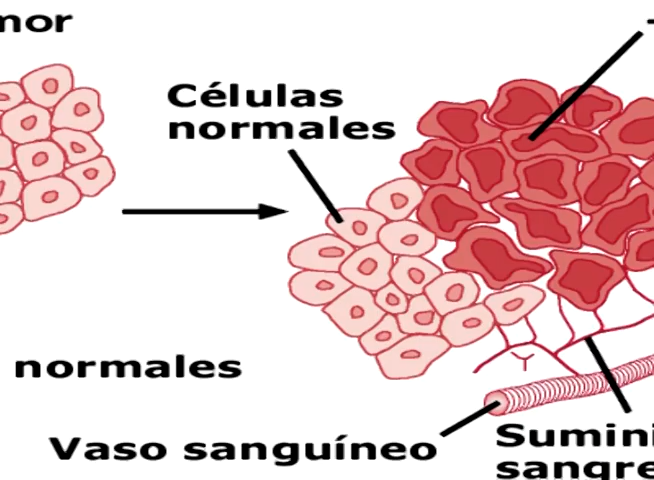 mor
Células
normales
normales
Vaso sanguíneo
Sumini
sangre